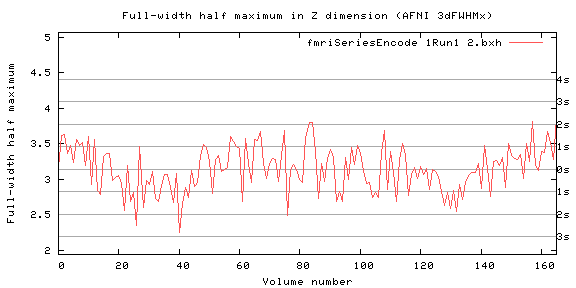 Full-width half maximum in Z dimension (AFNI 3dFWHMx)
fmriSeriesEncode 1Run1 2.bxh
Full-width half maximum
5
4.5
4
3.5
3
2.5
2
4s
3s
2s
1s
0s
1s
2s
3s
0 20 40 60 80 100 120 140 160
Volume number